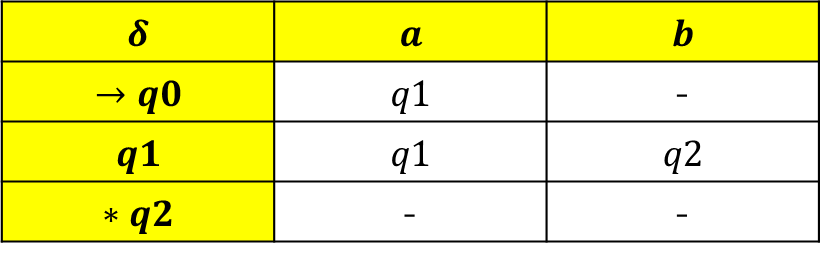 δ a b
→ q0 q1 -
q1 q1 q2
* q2 - -